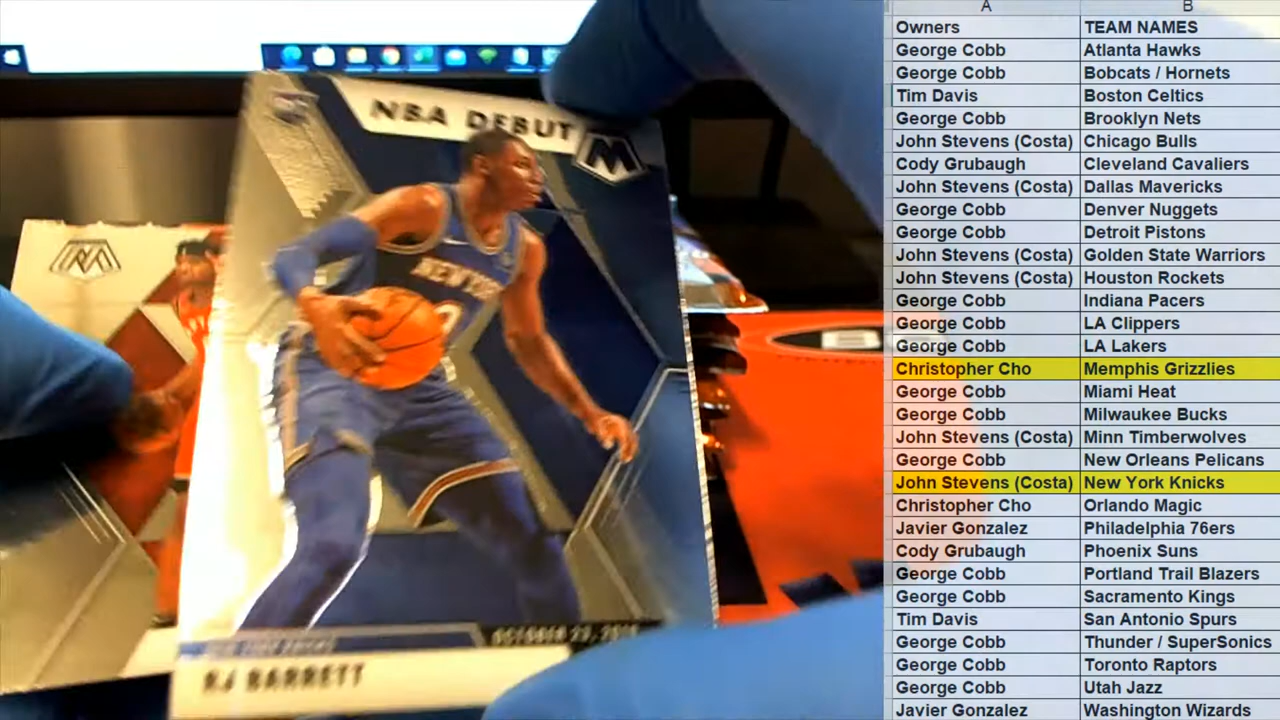 NBA DEBUT
M
NEW YORK
RJ BARRETT
A B
Owners TEAM NAMES
George Cobb Atlanta Hawks
George Cobb Bobcats / Hornets
Tim Davis Boston Celtics
George Cobb Brooklyn Nets
John Stevens (Costa) Chicago Bulls
Cody Grubaugh Cleveland Cavaliers
John Stevens (Costa) Dallas Mavericks
George Cobb Denver Nuggets
George Cobb Detroit Pistons
John Stevens (Costa) Golden State Warriors
John Stevens (Costa) Houston Rockets
George Cobb Indiana Pacers
George Cobb LA Clippers
George Cobb LA Lakers
Christopher Cho Memphis Grizzlies
George Cobb Miami Heat
George Cobb Milwaukee Bucks
John Stevens (Costa) Minn Timberwolves
George Cobb New Orleans Pelicans
John Stevens (Costa) New York Knicks
Christopher Cho Orlando Magic
Javier Gonzalez Philadelphia 76ers
Cody Grubaugh Phoenix Suns
George Cobb Portland Trail Blazers
George Cobb Sacramento Kings
Tim Davis San Antonio Spurs
George Cobb Thunder / SuperSonics
George Cobb Toronto Raptors
George Cobb Utah Jazz
Javier Gonzalez Washington Wizards